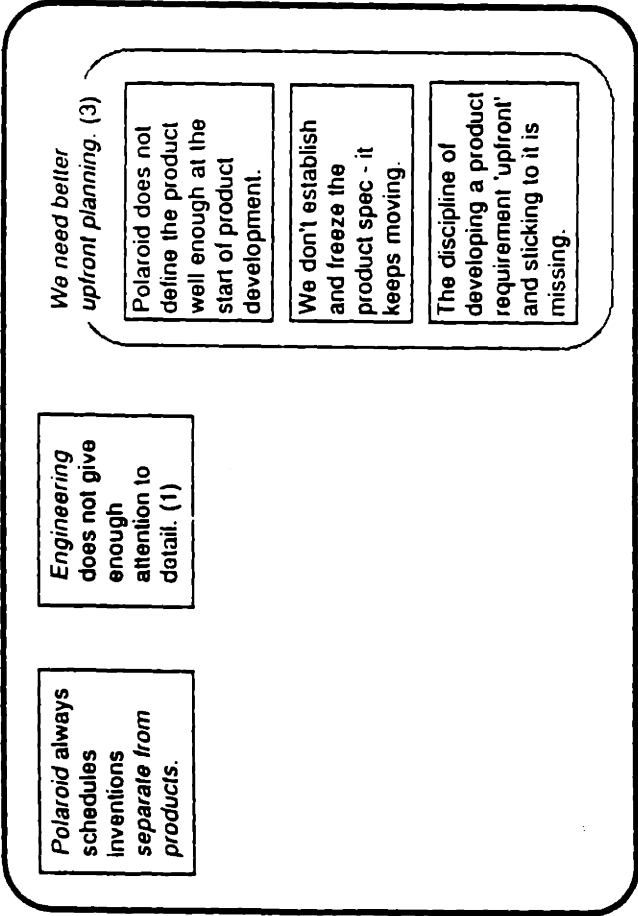 Polaroid always
schedules
inventions
separate from
products.
Engineering
does not give
enough
attention to
detail. (1)
We need better
upfront planning. (3)
Polaroid does not
define the product
well enough at the
start of product
development.
We don't establish
and freeze the
product spec - it
keeps moving.
The discipline of
developing a product
requirement 'upfront'
and sticking to it is
missing.